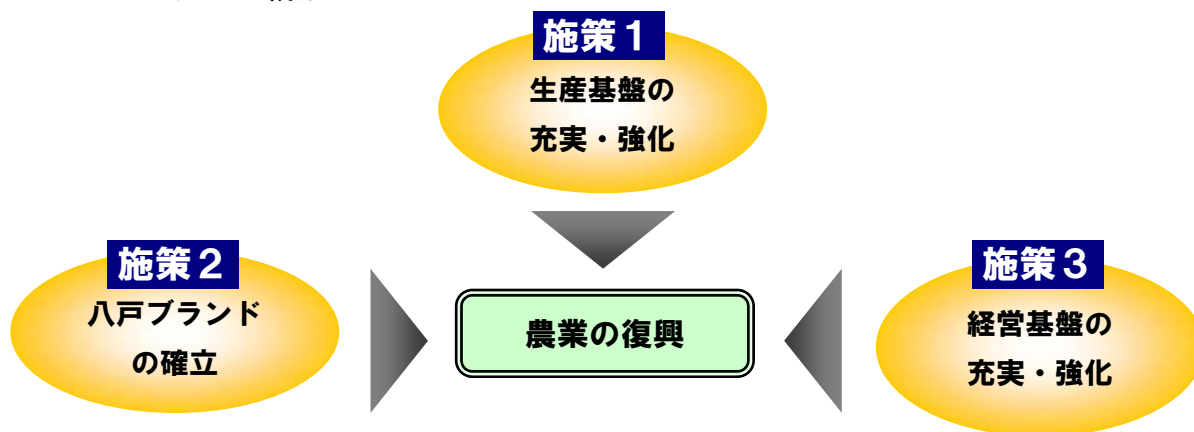 施策１
生産基盤の
充実・強化
施策２
八戸ブランド
の確立
農業の復興
施策３
経営基盤の
充実・強化